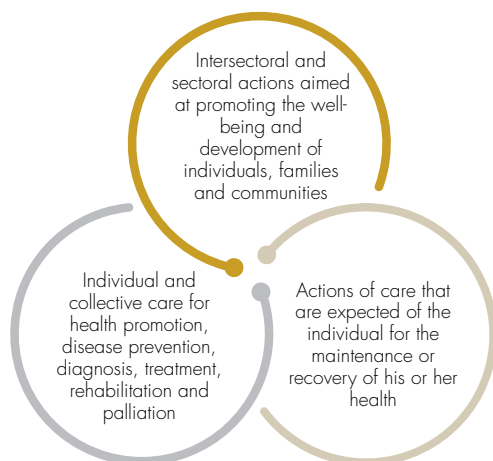 Intersectoral and
sectoral actions aimed
at promoting the well-
being and
development of
individuals, families
and communities
Individual and
collective care for
health promotion,
disease prevention,
diagnosis, treatment,
rehabilitation and
palliation
Actions of care that
are expected of the
individual for the
maintenance or
recovery of his or her
health